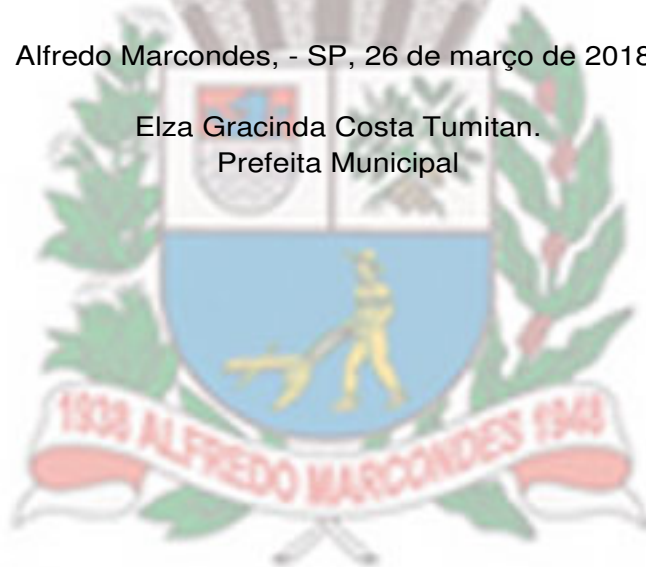 Alfredo Marcondes, - SP, 26 de março de 2018
Elza Gracinda Costa Tumitan.
Prefeita Municipal
1938 ALFREDO MARCONDES 1948